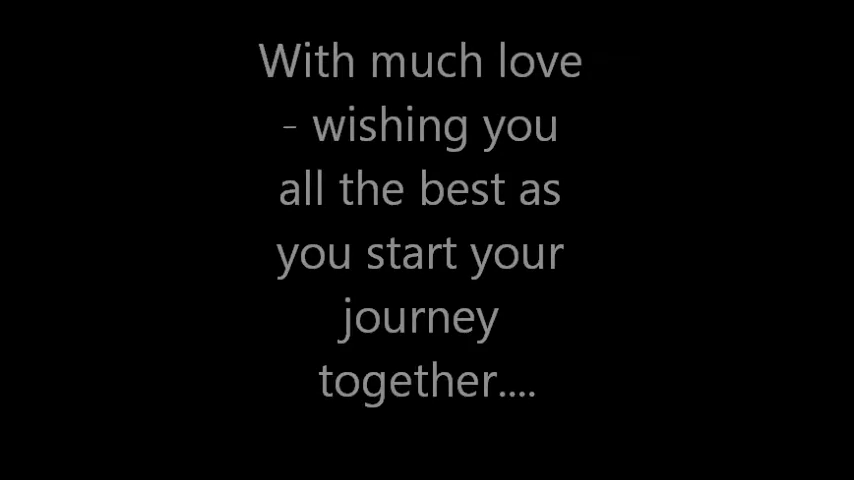 With much love
- wishing you
all the best as
you start your
journey
together....